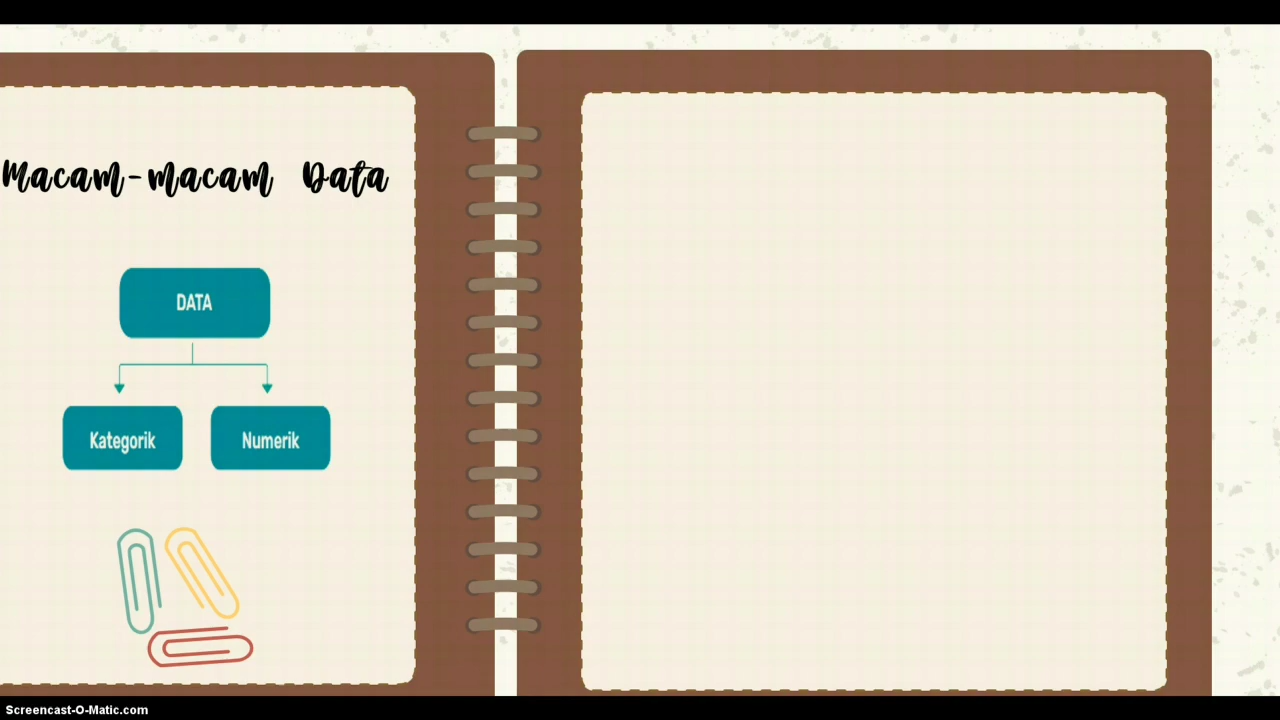 Macam-macam Data
DATA
Kategorik
Numerik
Screencast-O-Matic.com